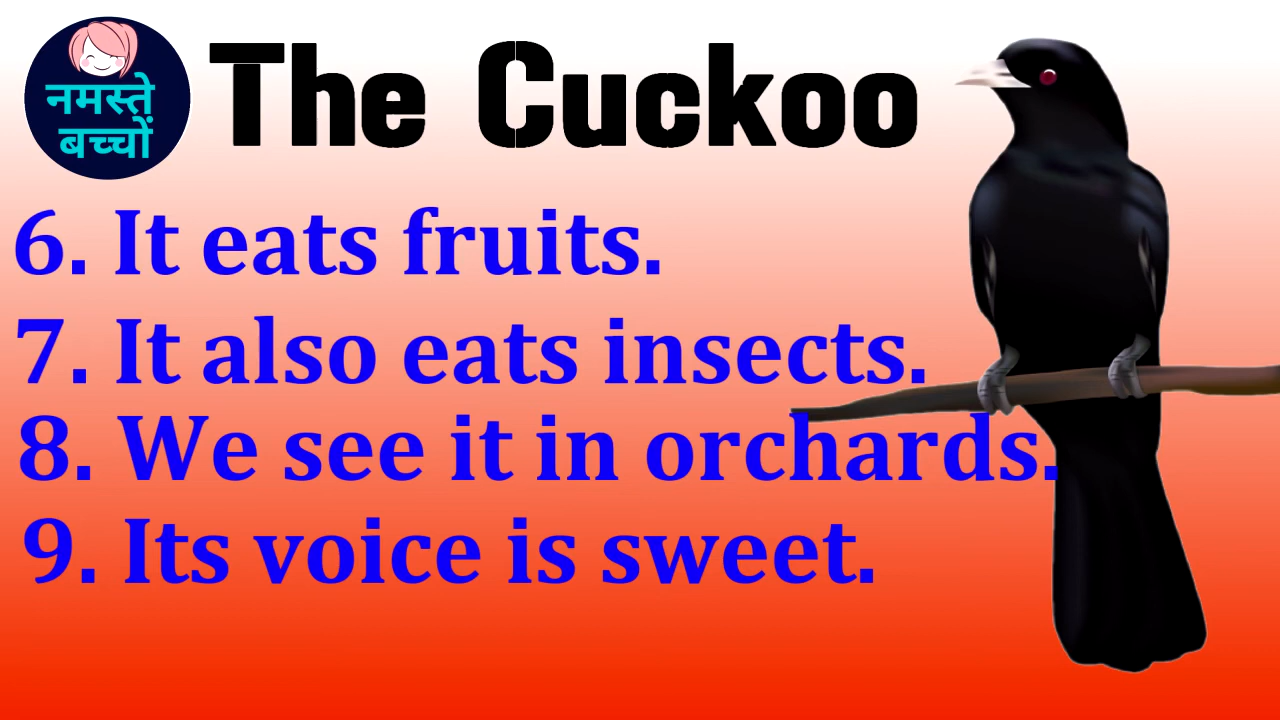 नमस्ते
बच्चों
The Cuckoo
6. It eats fruits.
7. It also eats insects.
8. We see it in orchards.
9. Its voice is sweet.